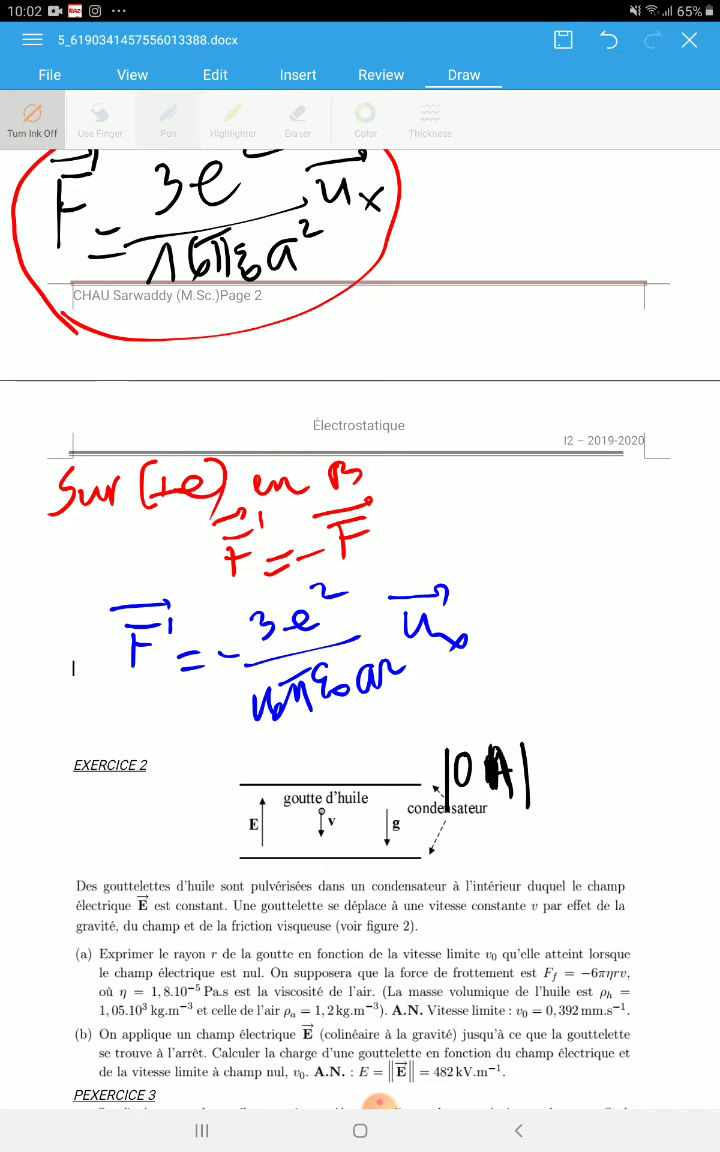 10:02 ... 65%
5_6190341457556013388.docx
File View Edit Insert Review Draw
Turn Ink Off Use Finger Pen Highlighter Eraser Color Thickness
F = 3e² / 16πε₀a² u x
CHAU Sarwaddy (M.Sc.)Page 2
Électrostatique
I2 – 2019-2020
Sur (+e) en B
F' = - F
F' = - 3e² / 16πε₀a² u x
EXERCICE 2
|OA|
goutte d'huile
condensateur
E v g
Des gouttelettes d'huile sont pulvérisées dans un condensateur à l'intérieur duquel le champ
électrique E est constant. Une gouttelette se déplace à une vitesse constante v par effet de la
gravité, du champ et de la friction visqueuse (voir figure 2).
(a) Exprimer le rayon r de la goutte en fonction de la vitesse limite v₀ qu'elle atteint lorsque
le champ électrique est nul. On supposera que la force de frottement est F_f = −6πηrv,
où η = 1,8.10⁻⁵ Pa.s est la viscosité de l'air. (La masse volumique de l'huile est ρ_h =
1,05.10³ kg.m⁻³ et celle de l'air ρ_a = 1,2 kg.m⁻³). A.N. Vitesse limite : v₀ = 0,392 mm.s⁻¹.
(b) On applique un champ électrique E (colinéaire à la gravité) jusqu'à ce que la gouttelette
se trouve à l'arrêt. Calculer la charge d'une gouttelette en fonction du champ électrique et
de la vitesse limite à champ nul, v₀. A.N. : E = ||E|| = 482 kV.m⁻¹.
PEXERCICE 3